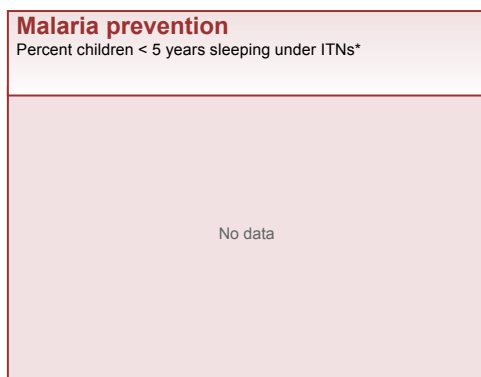 Malaria prevention
Percent children < 5 years sleeping under ITNs*
No data